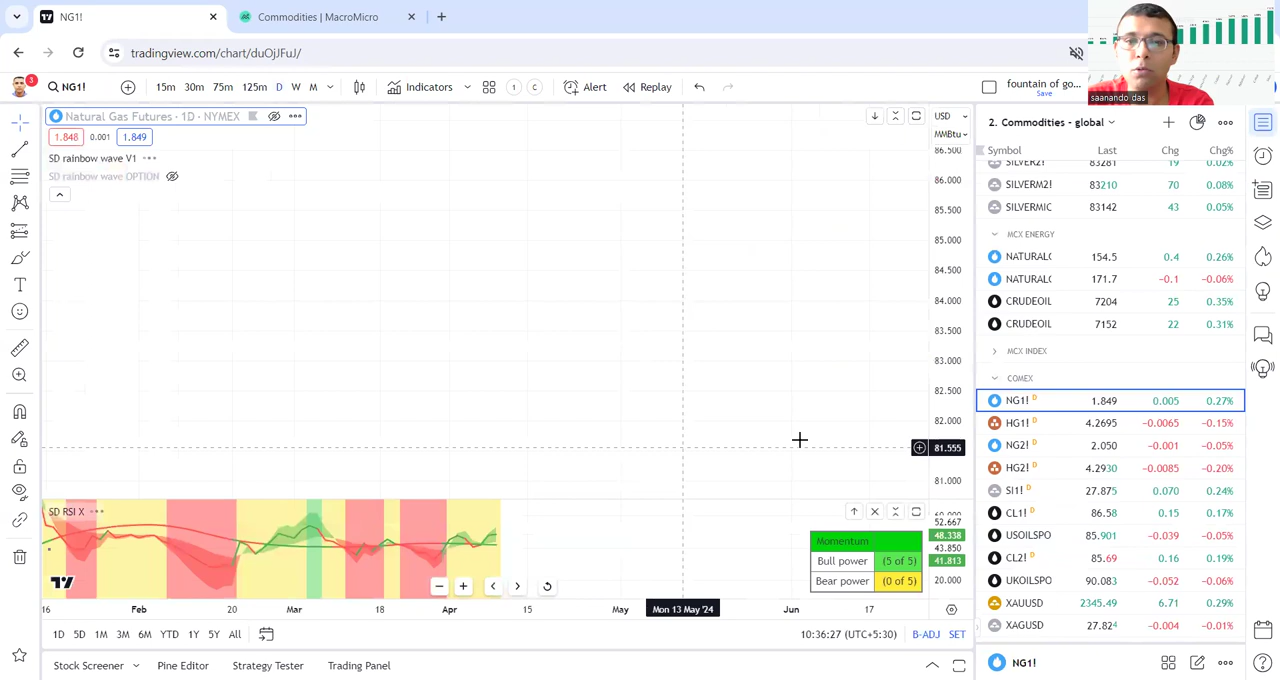 NG1!
Commodities | MacroMicro
tradingview.com/chart/duOjJFuJ/
3
NG1!
15m 30m 75m 125m D W M
Indicators
1 C
Alert
Replay
fountain of go...
Save
saanando das
Natural Gas Futures · 1D · NYMEX
1.848 0.001 1.849
SD rainbow wave V1
SD rainbow wave OPTION
USD
MMBtu
86.500
86.000
85.500
85.000
84.500
84.000
83.500
83.000
82.500
82.000
81.555
81.000
SD RSI X
Momentum
Bull power (5 of 5)
Bear power (0 of 5)
52.667
48.338
43.850
41.813
20.000
16 Feb 20 Mar 18 Apr 15 May Mon 13 May '24 Jun 17
1D 5D 1M 3M 6M YTD 1Y 5Y All
10:36:27 (UTC+5:30) B-ADJ SET
Stock Screener Pine Editor Strategy Tester Trading Panel
2. Commodities - global
Symbol Last Chg Chg%
SILVER2! 83281 19 0.02%
SILVERM2! 83210 70 0.08%
SILVERMIC 83142 43 0.05%
MCX ENERGY
NATURALG 154.5 0.4 0.26%
NATURALG 171.7 −0.1 −0.06%
CRUDEOIL 7204 25 0.35%
CRUDEOIL 7152 22 0.31%
MCX INDEX
COMEX
NG1! D 1.849 0.005 0.27%
HG1! D 4.2695 −0.0065 −0.15%
NG2! D 2.050 −0.001 −0.05%
HG2! D 4.2930 −0.0085 −0.20%
SI1! D 27.875 0.070 0.24%
CL1! D 86.58 0.15 0.17%
USOILSPO 85.901 −0.039 −0.05%
CL2! D 85.69 0.16 0.19%
UKOILSPO 90.083 −0.052 −0.06%
XAUUSD 2345.49 6.71 0.29%
XAGUSD 27.824 −0.004 −0.01%
NG1!